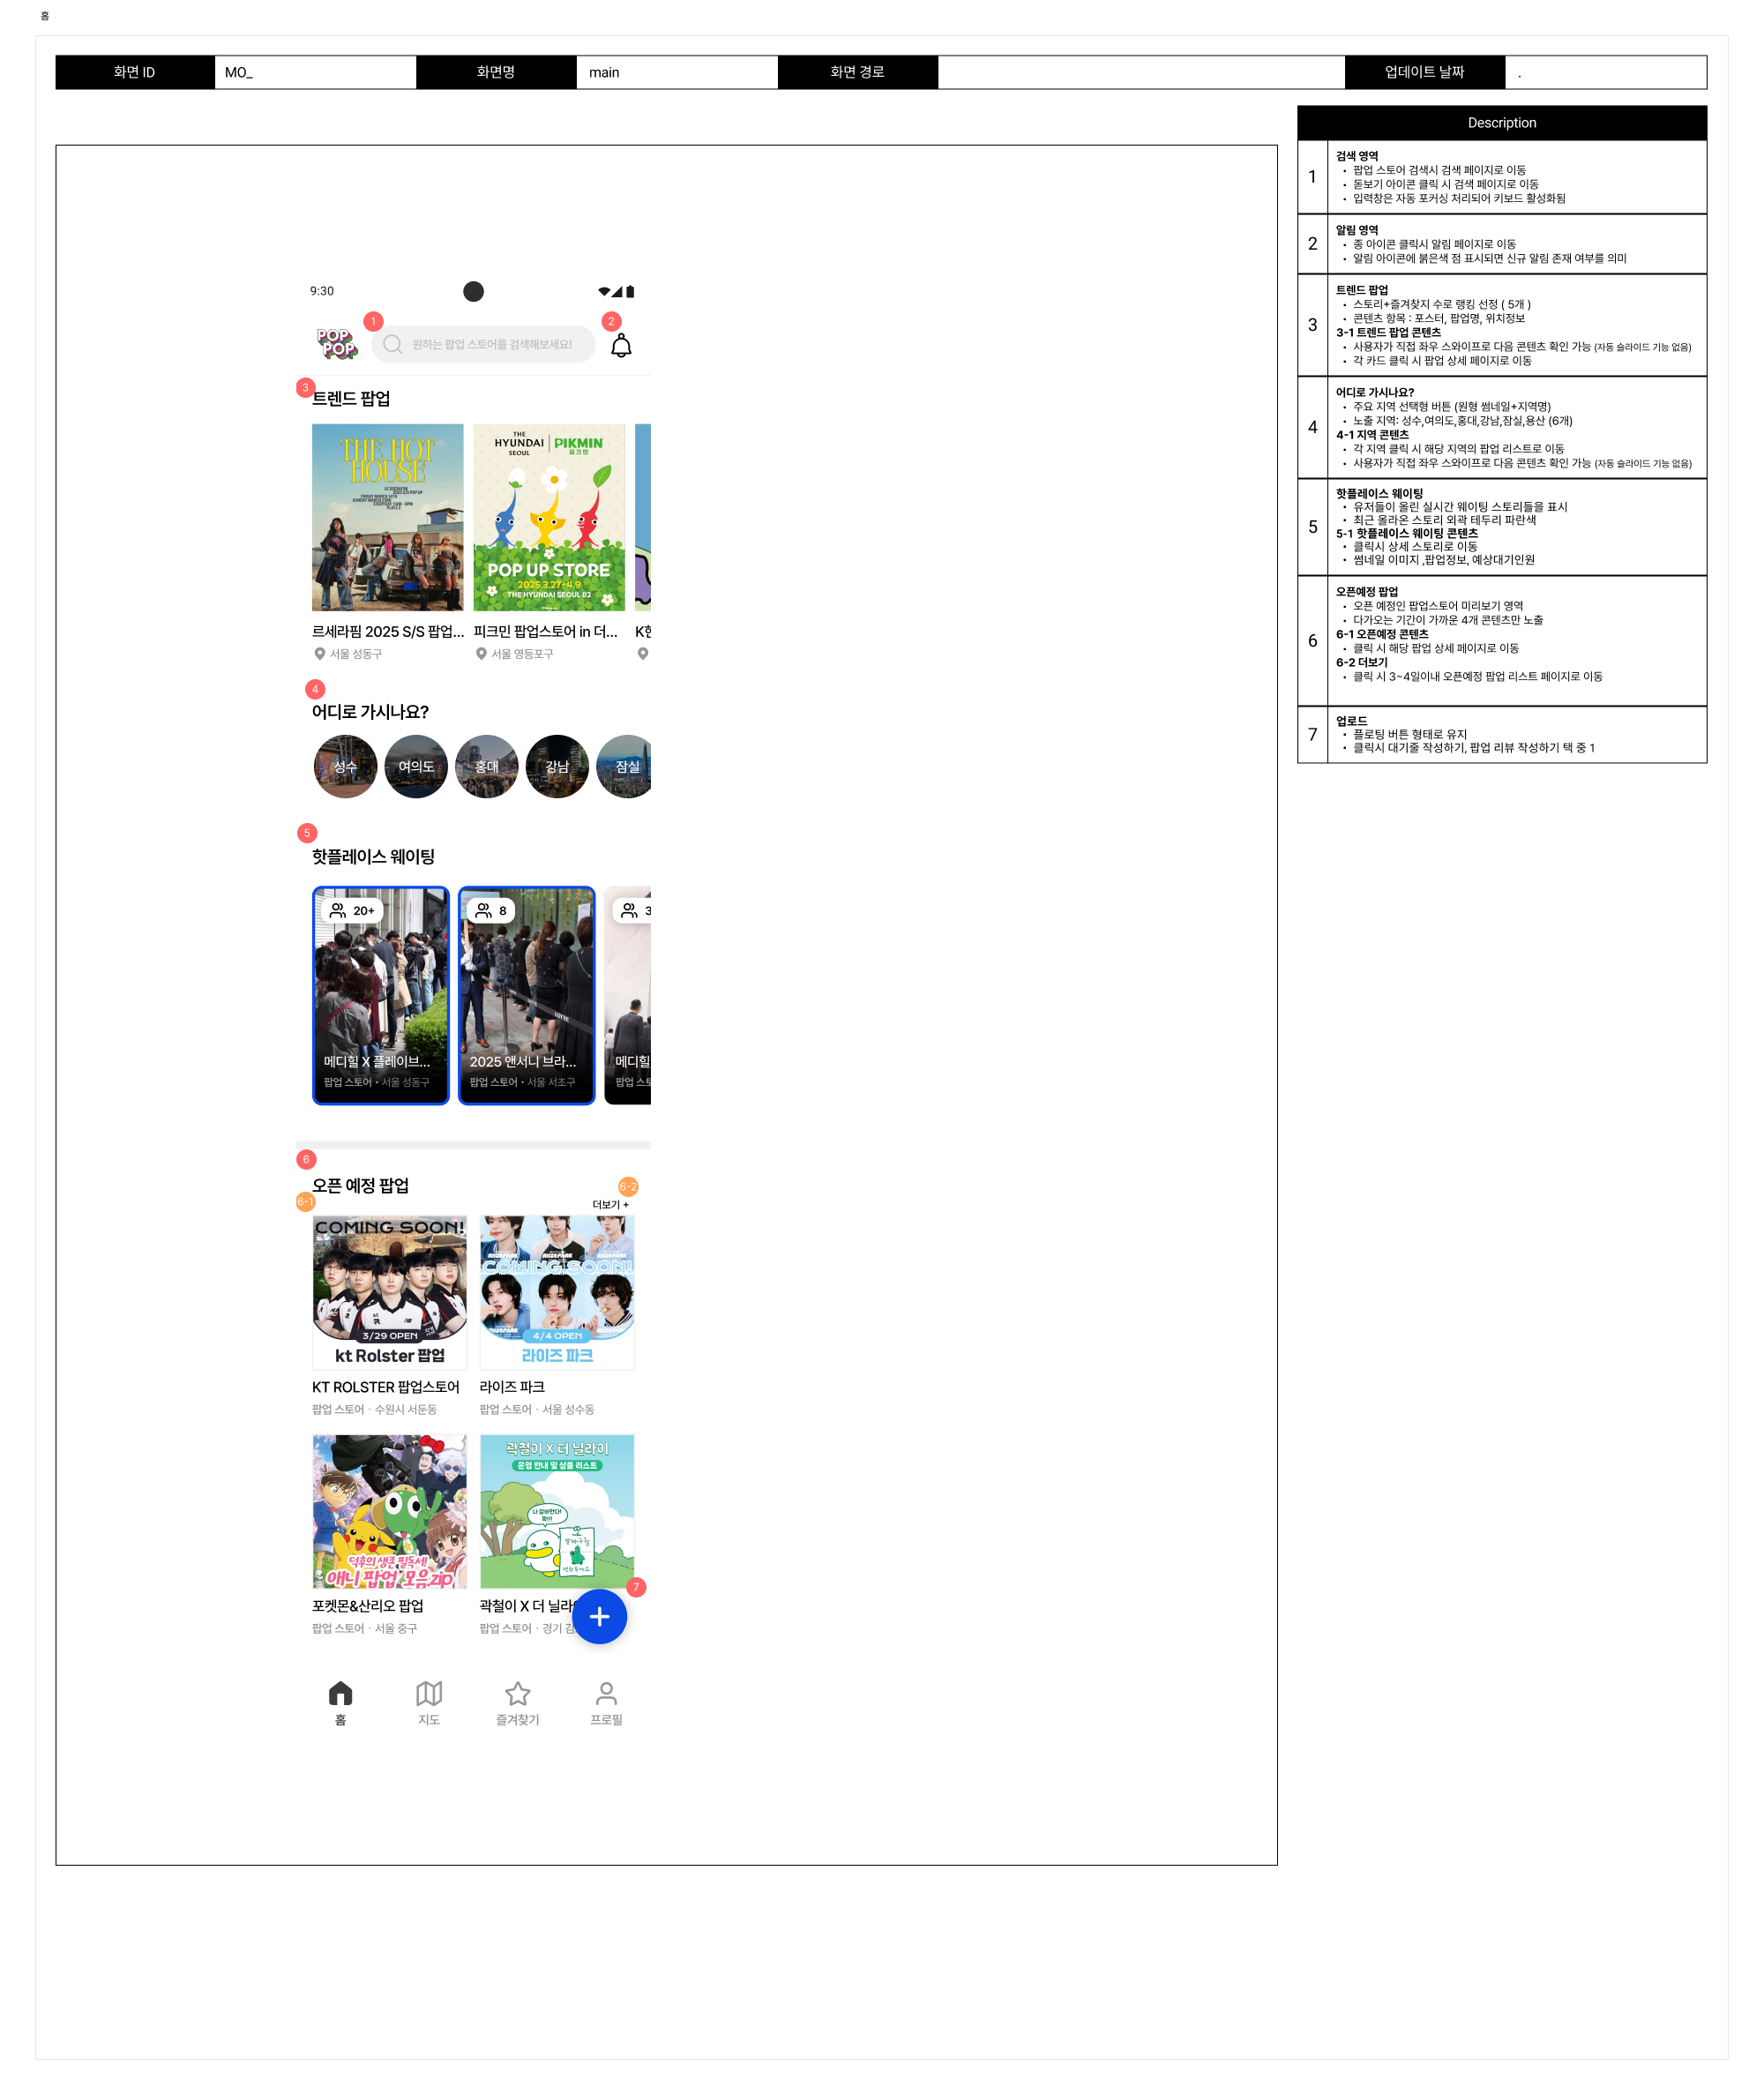 홈
화면 ID
MO_
화면명
main
화면 경로
업데이트 날짜
.
Description
1
검색 영역
• 팝업 스토어 검색시 검색 페이지로 이동
• 돋보기 아이콘 클릭 시 검색 페이지로 이동
• 입력창은 자동 포커싱 처리되어 키보드 활성화됨
2
알림 영역
• 종 아이콘 클릭시 알림 페이지로 이동
• 알림 아이콘에 붉은색 점 표시되면 신규 알림 존재 여부를 의미
3
트렌드 팝업
• 스토리+즐겨찾지 수로 랭킹 선정 ( 5개 )
• 콘텐츠 항목 : 포스터, 팝업명, 위치정보
3-1 트렌드 팝업 콘텐츠
• 사용자가 직접 좌우 스와이프로 다음 콘텐츠 확인 가능 (자동 슬라이드 기능 없음)
• 각 카드 클릭 시 팝업 상세 페이지로 이동
4
어디로 가시나요?
• 주요 지역 선택형 버튼 (원형 썸네일+지역명)
• 노출 지역: 성수,여의도,홍대,강남,잠실,용산 (6개)
4-1 지역 콘텐츠
• 각 지역 클릭 시 해당 지역의 팝업 리스트로 이동
• 사용자가 직접 좌우 스와이프로 다음 콘텐츠 확인 가능 (자동 슬라이드 기능 없음)
5
핫플레이스 웨이팅
• 유저들이 올린 실시간 웨이팅 스토리들을 표시
• 최근 올라온 스토리 외곽 테두리 파란색
5-1 핫플레이스 웨이팅 콘텐츠
• 클릭시 상세 스토리로 이동
• 썸네일 이미지 ,팝업정보, 예상대기인원
6
오픈예정 팝업
• 오픈 예정인 팝업스토어 미리보기 영역
• 다가오는 기간이 가까운 4개 콘텐츠만 노출
6-1 오픈예정 콘텐츠
• 클릭 시 해당 팝업 상세 페이지로 이동
6-2 더보기
• 클릭 시 3~4일이내 오픈예정 팝업 리스트 페이지로 이동
7
업로드
• 플로팅 버튼 형태로 유지
• 클릭시 대기줄 작성하기, 팝업 리뷰 작성하기 택 중 1
9:30
1
2
POP
POP
원하는 팝업 스토어를 검색해보세요!
3
트렌드 팝업
THE HOT
HOUSE
THE
HYUNDAI
SEOUL
PIKMIN
피크민
POP UP STORE
2025.3.27-4.9
THE HYUNDAI SEOUL B2
르세라핌 2025 S/S 팝업...
피크민 팝업스토어 in 더...
서울 성동구
서울 영등포구
4
어디로 가시나요?
성수
여의도
홍대
강남
잠실
5
핫플레이스 웨이팅
20+
8
3
LOTTE
메디힐 X 플레이브...
2025 앤서니 브라...
메디힐
팝업 스토어 • 서울 성동구
팝업 스토어 • 서울 서초구
팝업 스토
6
오픈 예정 팝업
6-1
6-2
더보기 +
COMING SOON!
3/29 OPEN
kt Rolster 팝업
COMING SOON!
4/4 OPEN
라이즈 파크
KT ROLSTER 팝업스토어
라이즈 파크
팝업 스토어 · 수원시 서둔동
팝업 스토어 · 서울 성수동
덕후의 생존 필독세!
애니 팝업 모음.zip
곽철이 X 더 닐라이
운영 안내 및 상품 리스트
7
포켓몬&산리오 팝업
곽철이 X 더 닐라
팝업 스토어 · 서울 중구
팝업 스토어 · 경기 김
홈
지도
즐겨찾기
프로필